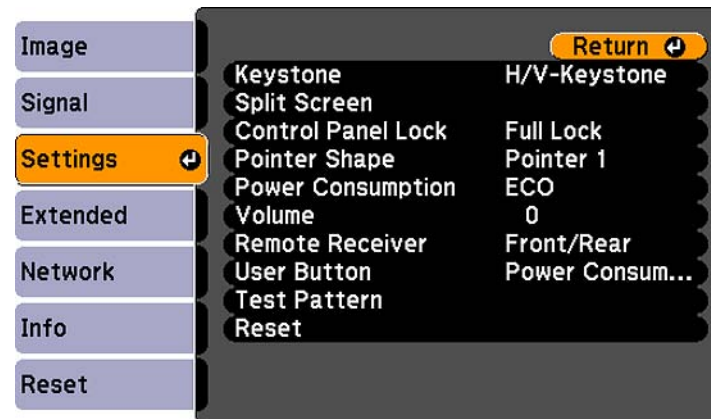 Image
Signal
Settings
Extended
Network
Info
Reset
Return
Keystone H/V-Keystone
Split Screen
Control Panel Lock Full Lock
Pointer Shape Pointer 1
Power Consumption ECO
Volume 0
Remote Receiver Front/Rear
User Button Power Consum...
Test Pattern
Reset